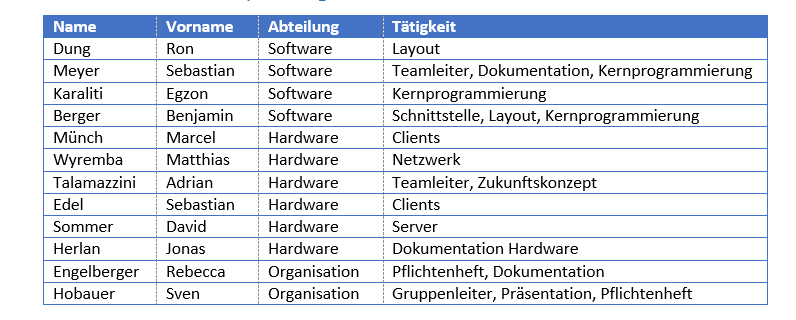 Name Vorname Abteilung Tätigkeit
Dung Ron Software Layout
Meyer Sebastian Software Teamleiter, Dokumentation, Kernprogrammierung
Karaliti Egzon Software Kernprogrammierung
Berger Benjamin Software Schnittstelle, Layout, Kernprogrammierung
Münch Marcel Hardware Clients
Wyremba Matthias Hardware Netzwerk
Talamazzini Adrian Hardware Teamleiter, Zukunftskonzept
Edel Sebastian Hardware Clients
Sommer David Hardware Server
Herlan Jonas Hardware Dokumentation Hardware
Engelberger Rebecca Organisation Pflichtenheft, Dokumentation
Hobauer Sven Organisation Gruppenleiter, Präsentation, Pflichtenheft